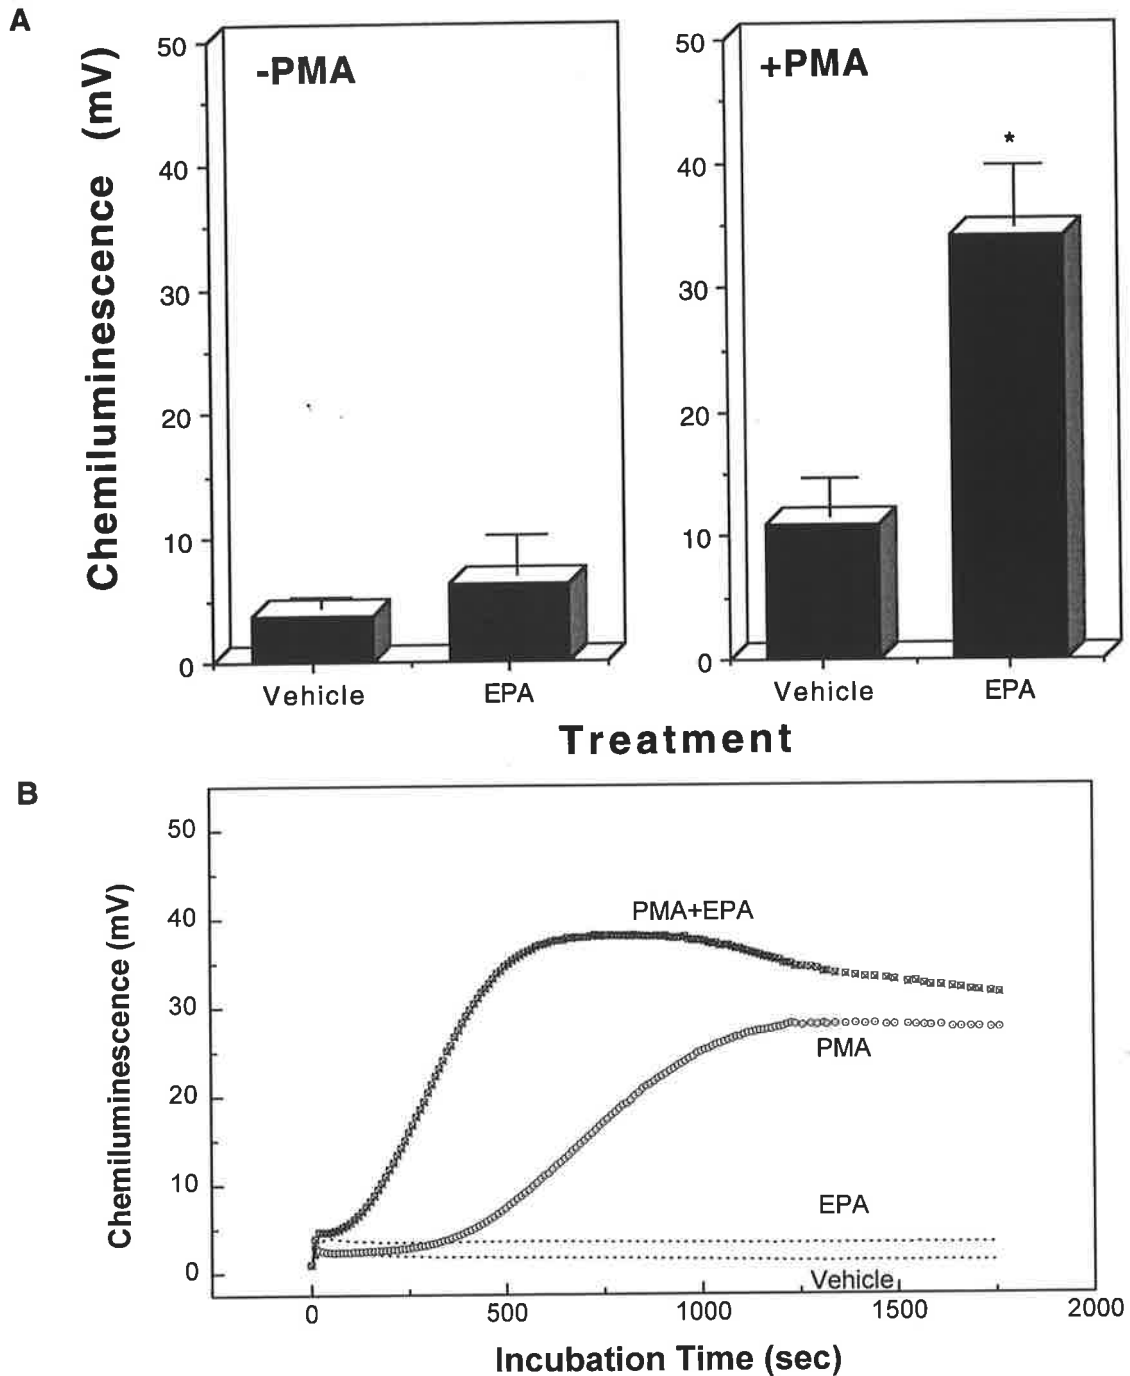 A
Chemiluminescence (mV)
-PMA
50
40
30
20
10
0
Vehicle
EPA
+PMA
*
50
40
30
20
10
0
Vehicle
EPA
Treatment
B
Chemiluminescence (mV)
50
40
30
20
10
0
PMA+EPA
PMA
EPA
Vehicle
0
500
1000
1500
2000
Incubation Time (sec)